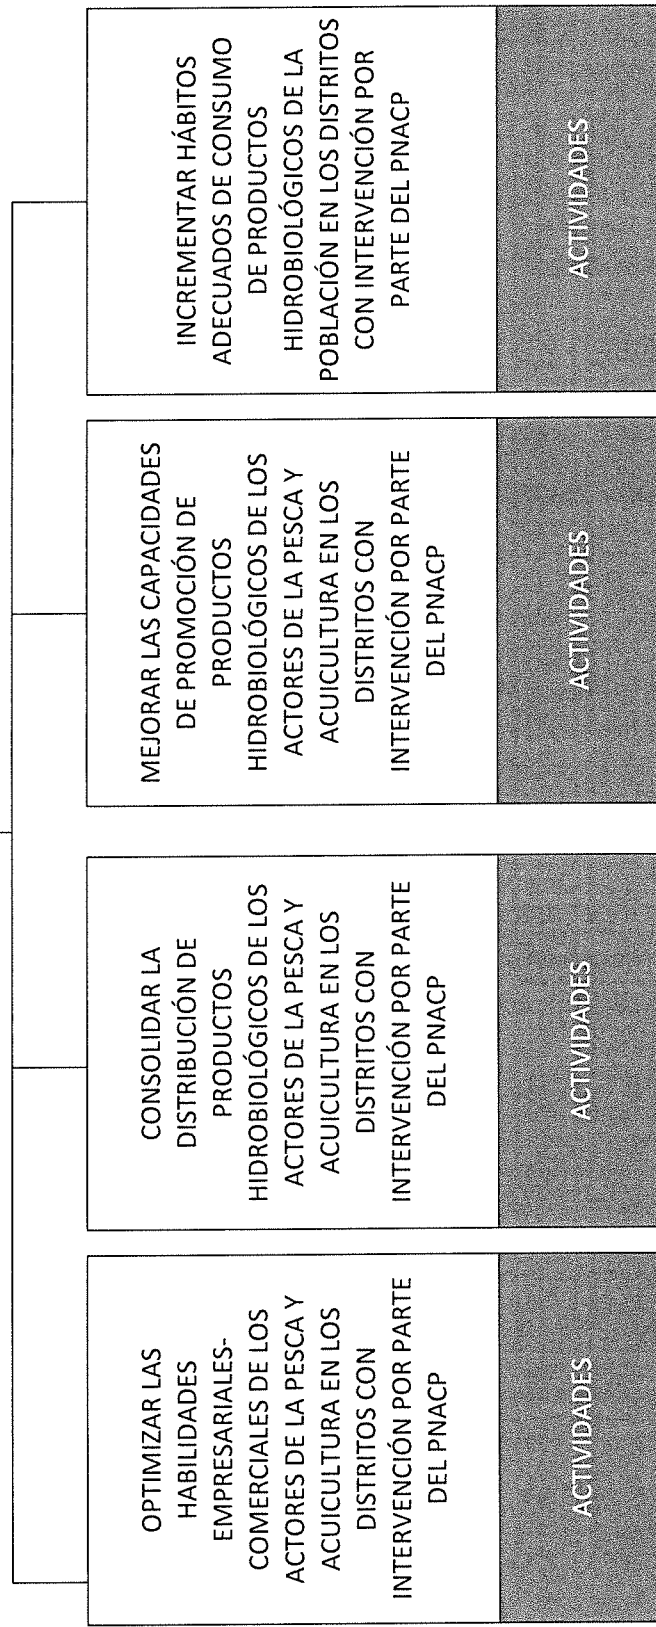 OPTIMIZAR LAS
HABILIDADES
EMPRESARIALES-
COMERCIALES DE LOS
ACTORES DE LA PESCA Y
ACUICULTURA EN LOS
DISTRITOS CON
INTERVENCIÓN POR PARTE
DEL PNACP
ACTIVIDADES
CONSOLIDAR LA
DISTRIBUCIÓN DE
PRODUCTOS
HIDROBIOLÓGICOS DE LOS
ACTORES DE LA PESCA Y
ACUICULTURA EN LOS
DISTRITOS CON
INTERVENCIÓN POR PARTE
DEL PNACP
ACTIVIDADES
MEJORAR LAS CAPACIDADES
DE PROMOCIÓN DE
PRODUCTOS
HIDROBIOLÓGICOS DE LOS
ACTORES DE LA PESCA Y
ACUICULTURA EN LOS
DISTRITOS CON
INTERVENCIÓN POR PARTE
DEL PNACP
ACTIVIDADES
INCREMENTAR HÁBITOS
ADECUADOS DE CONSUMO
DE PRODUCTOS
HIDROBIOLÓGICOS DE LA
POBLACIÓN EN LOS DISTRITOS
CON INTERVENCIÓN POR
PARTE DEL PNACP
ACTIVIDADES